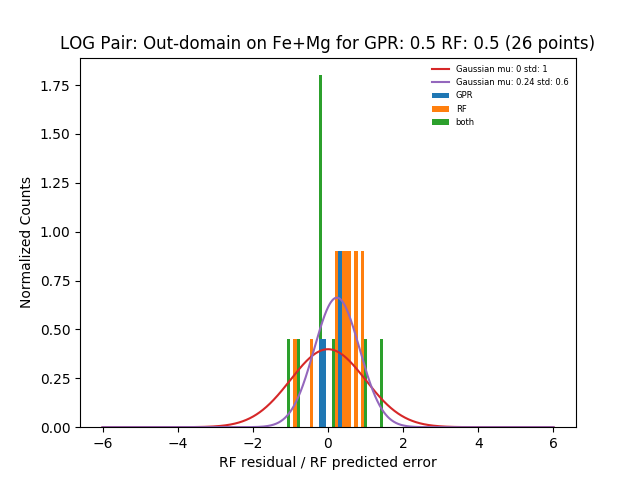 LOG Pair: Out-domain on Fe+Mg for GPR: 0.5 RF: 0.5 (26 points)
Gaussian mu: 0 std: 1
Gaussian mu: 0.24 std: 0.6
GPR
RF
both
Normalized Counts
1.75
1.50
1.25
1.00
0.75
0.50
0.25
0.00
−6 −4 −2 0 2 4 6
RF residual / RF predicted error